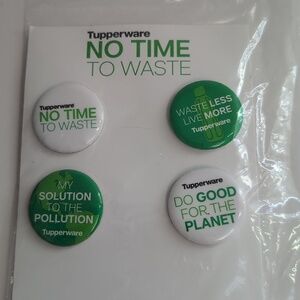 Tupperware
NO TIME
TO WASTE
Tupperware
NO TIME
TO WASTE
WASTE LESS
LIVE MORE
Tupperware
MY
SOLUTION
TO THE
POLLUTION
Tupperware
Tupperware
DO GOOD
FOR THE
PLANET